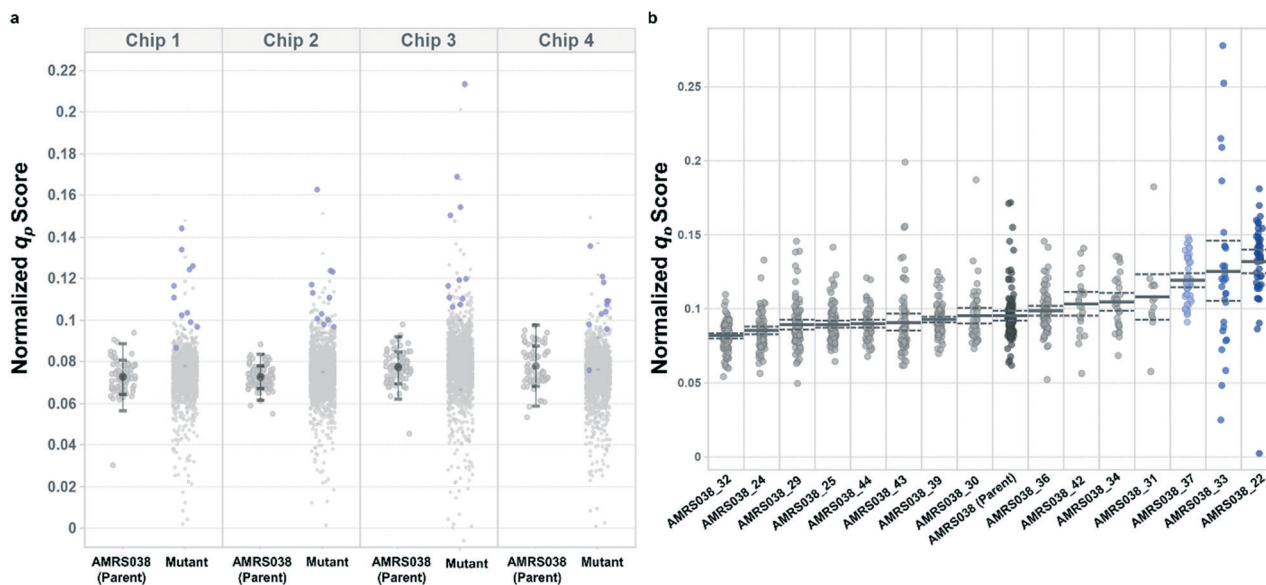 a
Chip 1
Chip 2
Chip 3
Chip 4
Normalized qp Score
0.22
0.2
0.18
0.16
0.14
0.12
0.1
0.08
0.06
0.04
0.02
0
AMRS038 (Parent)
Mutant
AMRS038 (Parent)
Mutant
AMRS038 (Parent)
Mutant
AMRS038 (Parent)
Mutant
b
Normalized qp Score
0.25
0.2
0.15
0.1
0.05
0
AMRS038_32
AMRS038_24
AMRS038_29
AMRS038_25
AMRS038_44
AMRS038_43
AMRS038_39
AMRS038_30
AMRS038 (Parent)
AMRS038_36
AMRS038_42
AMRS038_34
AMRS038_31
AMRS038_37
AMRS038_33
AMRS038_22